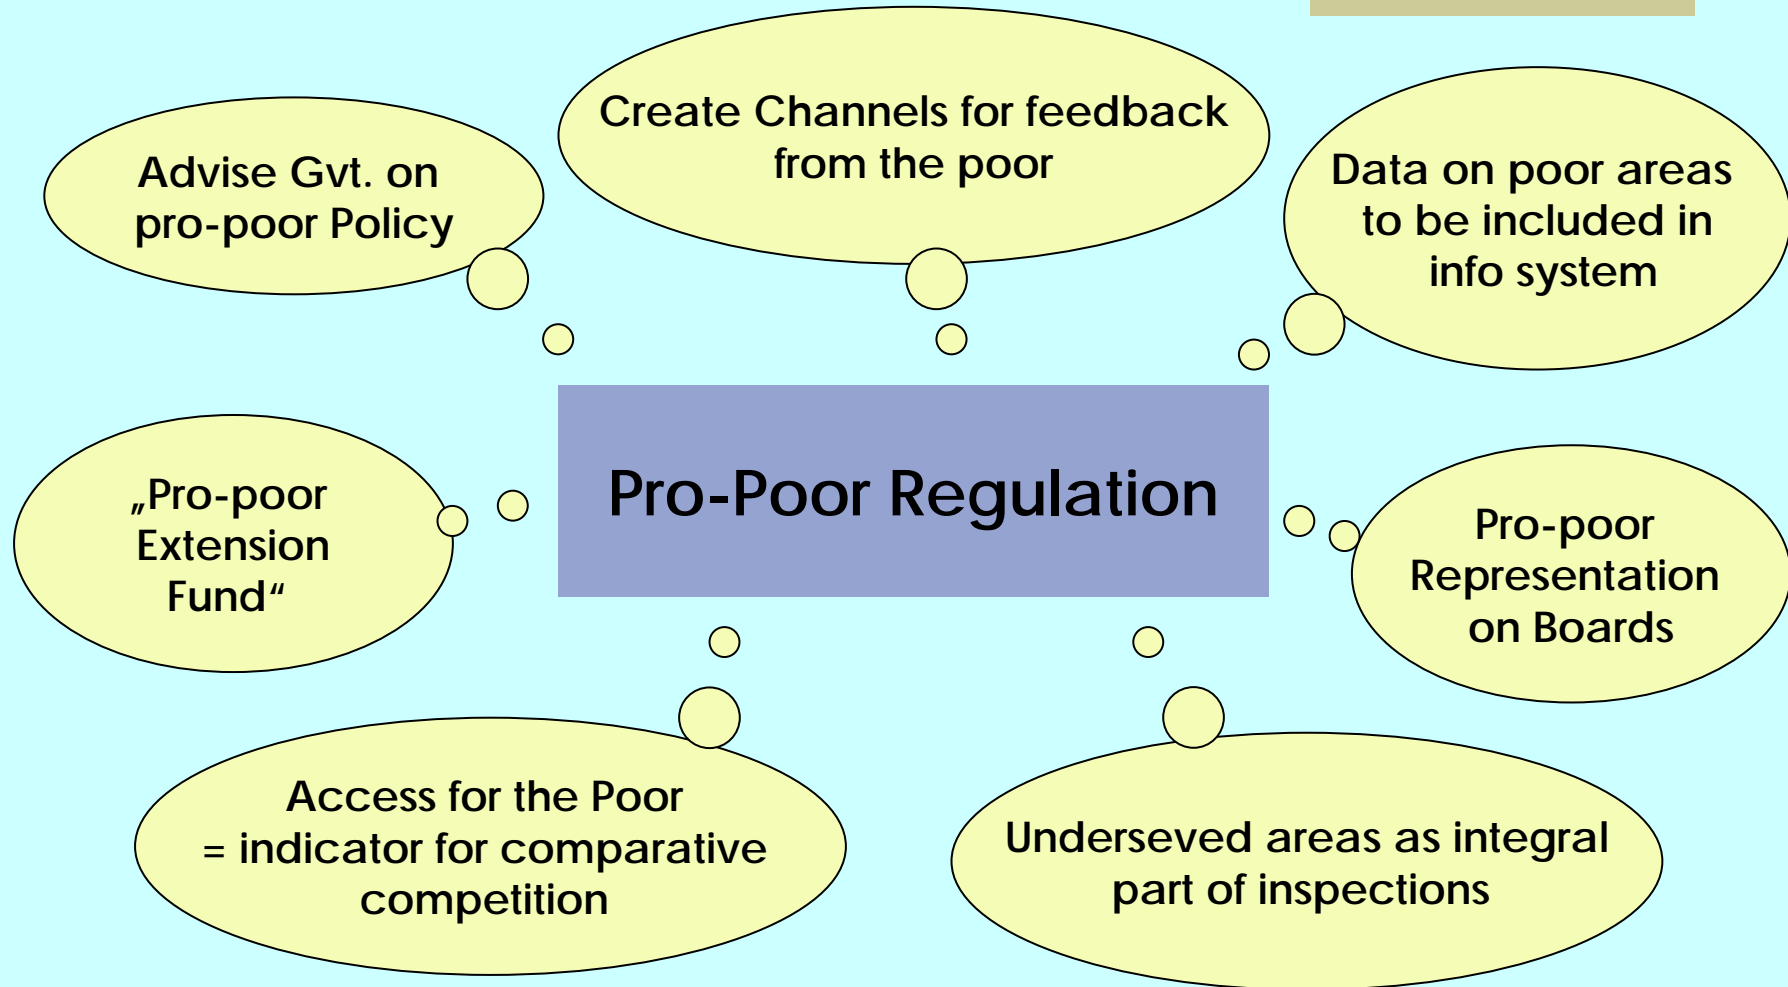 Create Channels for feedback
from the poor
Advise Gvt. on
pro-poor Policy
Data on poor areas
to be included in
info system
Pro-Poor Regulation
„Pro-poor
Extension
Fund“
Pro-poor
Representation
on Boards
Access for the Poor
= indicator for comparative
competition
Underseved areas as integral
part of inspections